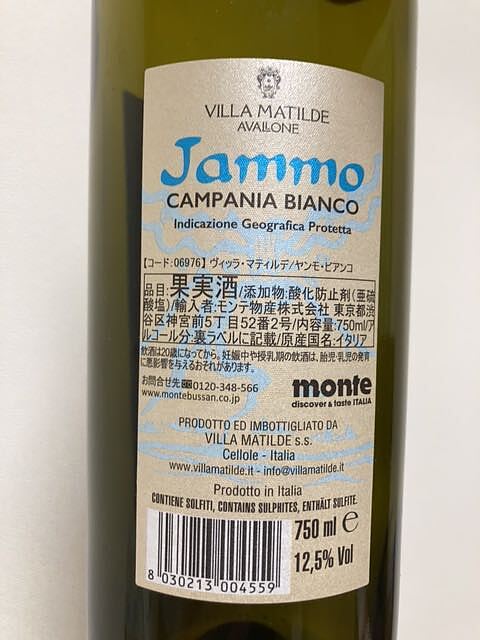 VILLA MATILDE
AVALLONE
Jammo
CAMPANIA BIANCO
Indicazione Geografica Protetta
【コード:06976】ヴィッラ・マティルデ/ヤンモ・ビアンコ
品目:果実酒/添加物:酸化防止剤(亜硫
酸塩)/輸入者:モンテ物産株式会社 東京都渋
谷区神宮前5丁目52番2号/内容量:750ml/ア
ルコール分:裏ラベルに記載/原産国名:イタリア
飲酒は20歳になってから。妊娠中や授乳期の飲酒は、胎児・乳児の発育
に悪影響を与えるおそれがあります。
お問合せ先 0120-348-566
www.montebussan.co.jp
monte
discover & taste ITALIA
PRODOTTO ED IMBOTTIGLIATO DA
VILLA MATILDE s.s.
Cellole - Italia
www.villamatilde.it - info@villamatilde.it
Prodotto in Italia
CONTIENE SOLFITI, CONTAINS SULPHITES, ENTHÄLT SULFITE.
750 ml e
12,5% Vol
8 030213 004559